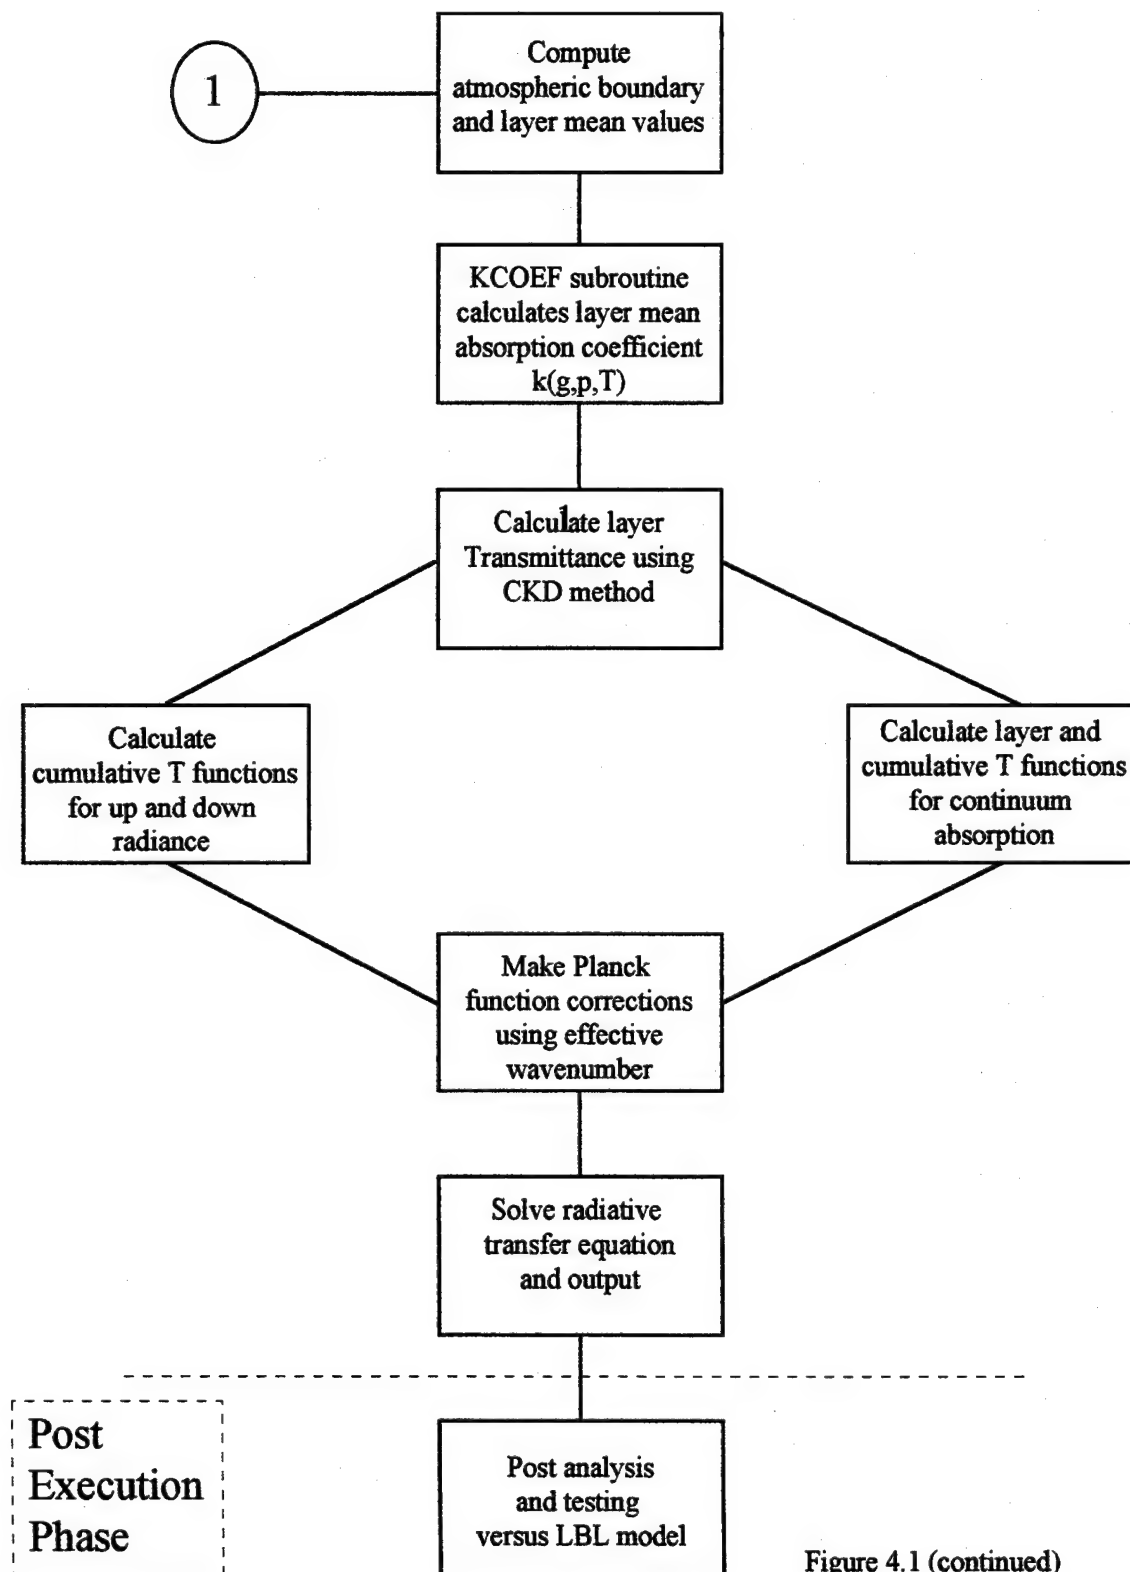 1
Compute
atmospheric boundary
and layer mean values
KCOEF subroutine
calculates layer mean
absorption coefficient
k(g,p,T)
Calculate layer
Transmittance using
CKD method
Calculate
cumulative T functions
for up and down
radiance
Calculate layer and
cumulative T functions
for continuum
absorption
Make Planck
function corrections
using effective
wavenumber
Solve radiative
transfer equation
and output
Post
Execution
Phase
Post analysis
and testing
versus LBL model
Figure 4.1 (continued)